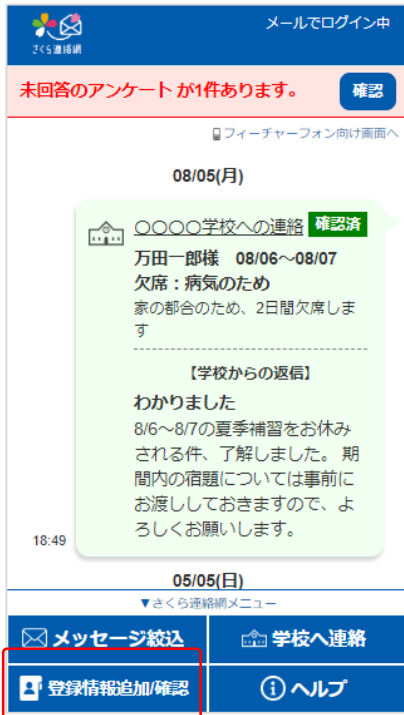 さくら連絡網
メールでログイン中
未回答のアンケート が1件あります。
確認
フィーチャーフォン向け画面へ
08/05(月)
〇〇〇〇学校への連絡 確認済
万田一郎様 08/06～08/07
欠席：病気のため
家の都合のため、2日間欠席しま
す
【学校からの返信】
わかりました
8/6～8/7の夏季補習をお休み
される件、了解しました。 期
間内の宿題については事前に
お渡ししておきますので、よ
ろしくお願いします。
18:49
05/05(日)
▼さくら連絡網メニュー
メッセージ絞込
学校へ連絡
登録情報追加/確認
ヘルプ